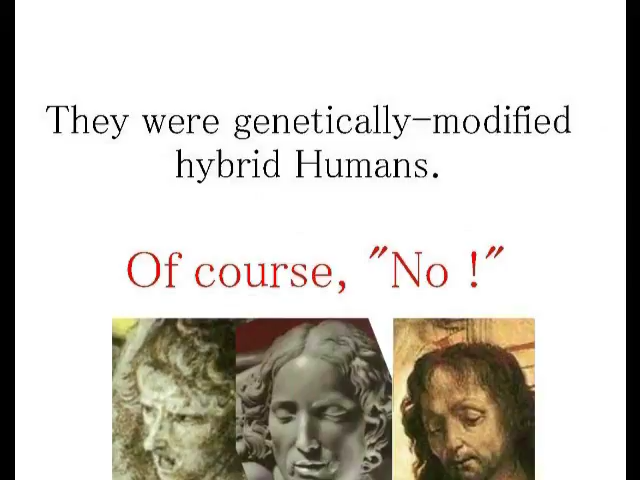 They were genetically-modified
hybrid Humans.
Of course, "No !"